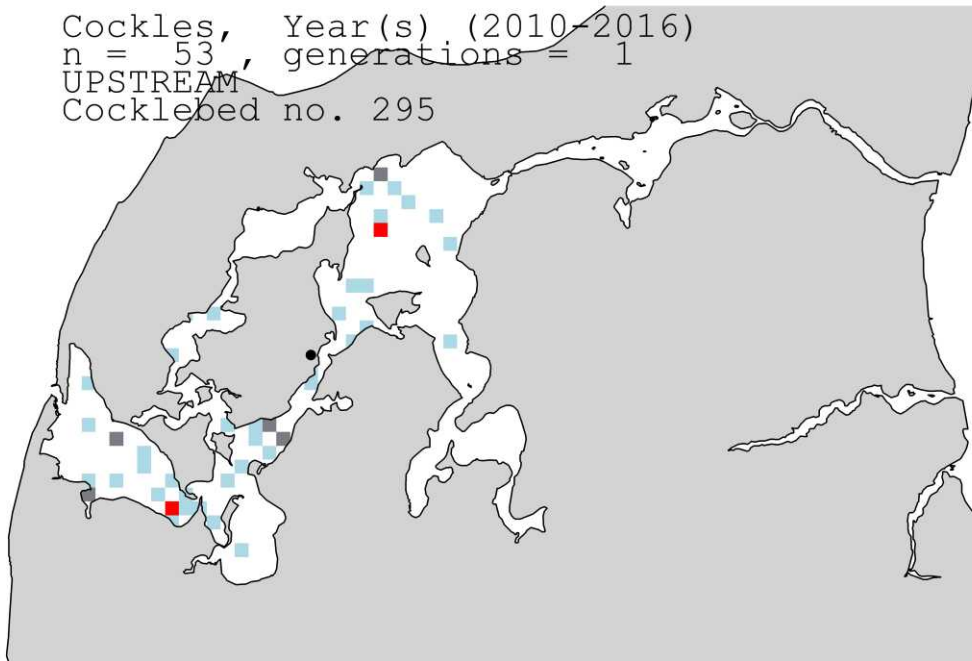 Cockles, Year(s) (2010-2016)
n = 53 , generations = 1
UPSTREAM
Cocklebed no. 295